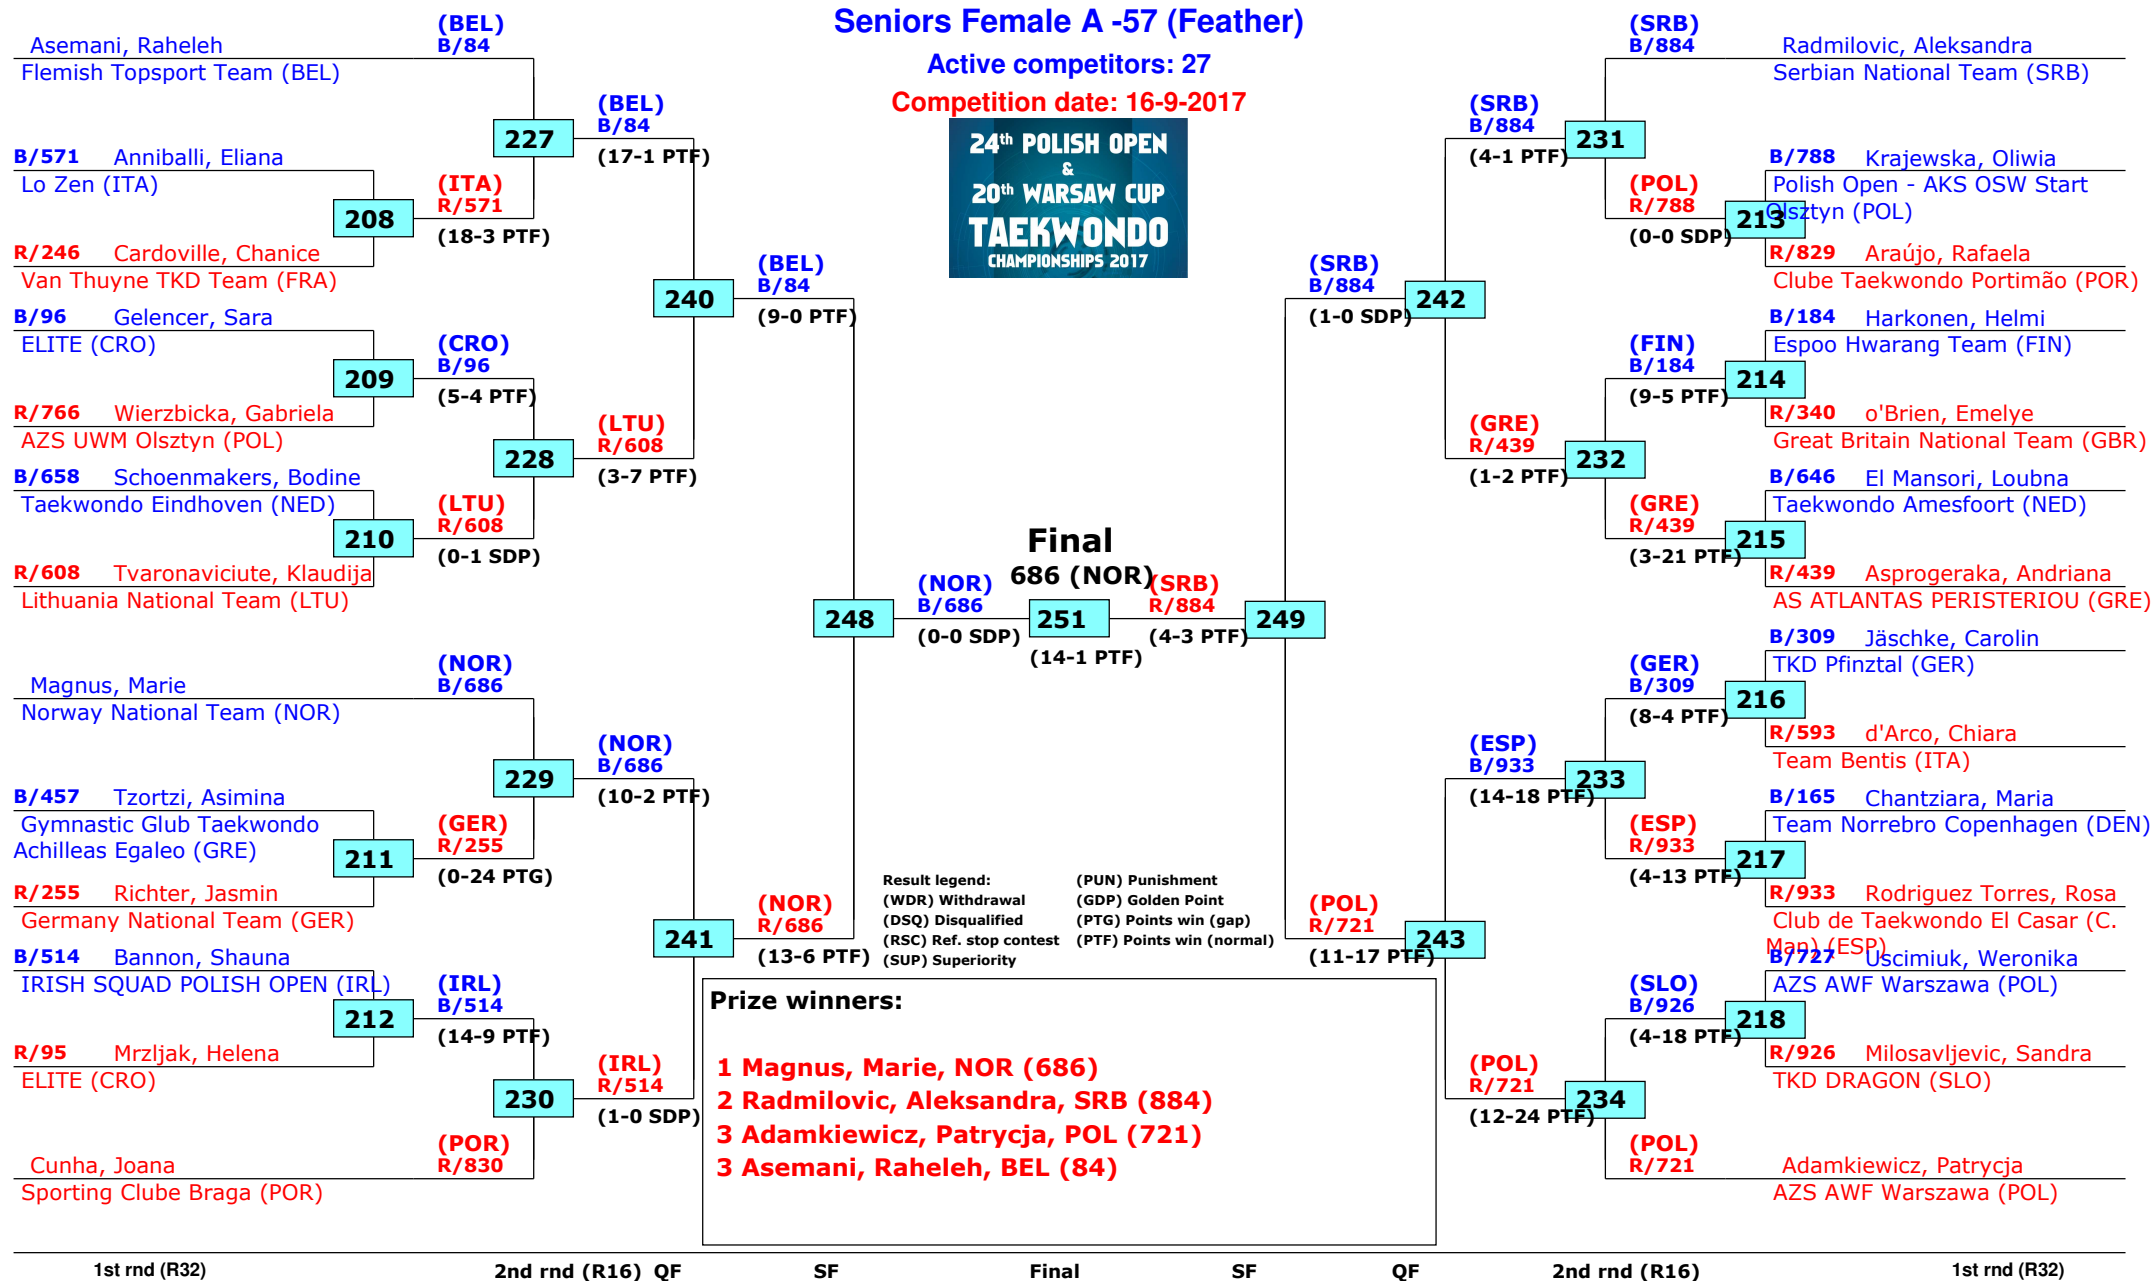 Seniors Female A -57 (Feather)
Active competitors: 27
Competition date: 16-9-2017
24th POLISH OPEN
&
20th WARSAW CUP
TAEKWONDO
CHAMPIONSHIPS 2017
Asemani, Raheleh
Flemish Topsport Team (BEL)
(BEL)
B/84
B/571 Anniballi, Eliana
Lo Zen (ITA)
208
R/246 Cardoville, Chanice
Van Thuyne TKD Team (FRA)
(ITA)
R/571
(18-3 PTF)
227
(BEL)
B/84
(17-1 PTF)
B/96 Gelencer, Sara
ELITE (CRO)
209
R/766 Wierzbicka, Gabriela
AZS UWM Olsztyn (POL)
(CRO)
B/96
(5-4 PTF)
B/658 Schoenmakers, Bodine
Taekwondo Eindhoven (NED)
210
R/608 Tvaronaviciute, Klaudija
Lithuania National Team (LTU)
(LTU)
R/608
(0-1 SDP)
228
(LTU)
R/608
(3-7 PTF)
240
(BEL)
B/84
(9-0 PTF)
Magnus, Marie
Norway National Team (NOR)
(NOR)
B/686
B/457 Tzortzi, Asimina
Gymnastic Glub Taekwondo
Achilleas Egaleo (GRE)
211
R/255 Richter, Jasmin
Germany National Team (GER)
(GER)
R/255
(0-24 PTG)
229
(NOR)
B/686
(10-2 PTF)
B/514 Bannon, Shauna
IRISH SQUAD POLISH OPEN (IRL)
212
R/95 Mrzljak, Helena
ELITE (CRO)
(IRL)
B/514
(14-9 PTF)
230
Cunha, Joana
Sporting Clube Braga (POR)
(POR)
R/830
(IRL)
R/514
(1-0 SDP)
241
(NOR)
R/686
(13-6 PTF)
248
(NOR)
B/686
(0-0 SDP)
Final
686 (NOR)
251
(14-1 PTF)
(SRB)
R/884
(4-3 PTF)
249
(SRB)
B/884
(1-0 SDP)
242
(SRB)
B/884
(4-1 PTF)
231
(SRB)
B/884
Radmilovic, Aleksandra
Serbian National Team (SRB)
(POL)
R/788
(0-0 SDP)
213
B/788 Krajewska, Oliwia
Polish Open - AKS OSW Start
Olsztyn (POL)
R/829 Araújo, Rafaela
Clube Taekwondo Portimão (POR)
(GRE)
R/439
(1-2 PTF)
232
(FIN)
B/184
(9-5 PTF)
214
B/184 Harkonen, Helmi
Espoo Hwarang Team (FIN)
R/340 o'Brien, Emelye
Great Britain National Team (GBR)
(GRE)
R/439
(3-21 PTF)
215
B/646 El Mansori, Loubna
Taekwondo Amesfoort (NED)
R/439 Asprogeraka, Andriana
AS ATLANTAS PERISTERIOU (GRE)
(POL)
R/721
(11-17 PTF)
243
(ESP)
B/933
(14-18 PTF)
233
(GER)
B/309
(8-4 PTF)
216
B/309 Jäschke, Carolin
TKD Pfinztal (GER)
R/593 d'Arco, Chiara
Team Bentis (ITA)
(ESP)
R/933
(4-13 PTF)
217
B/165 Chantziara, Maria
Team Norrebro Copenhagen (DEN)
R/933 Rodriguez Torres, Rosa
Club de Taekwondo El Casar (C.
Man) (ESP)
(POL)
R/721
(12-24 PTF)
234
(SLO)
B/926
(4-18 PTF)
218
B/727 Uscimiuk, Weronika
AZS AWF Warszawa (POL)
R/926 Milosavljevic, Sandra
TKD DRAGON (SLO)
(POL)
R/721
Adamkiewicz, Patrycja
AZS AWF Warszawa (POL)
Result legend: (PUN) Punishment
(WDR) Withdrawal (GDP) Golden Point
(DSQ) Disqualified (PTG) Points win (gap)
(RSC) Ref. stop contest (PTF) Points win (normal)
(SUP) Superiority
Prize winners:
1 Magnus, Marie, NOR (686)
2 Radmilovic, Aleksandra, SRB (884)
3 Adamkiewicz, Patrycja, POL (721)
3 Asemani, Raheleh, BEL (84)
1st rnd (R32) 2nd rnd (R16) QF SF Final SF QF 2nd rnd (R16) 1st rnd (R32)